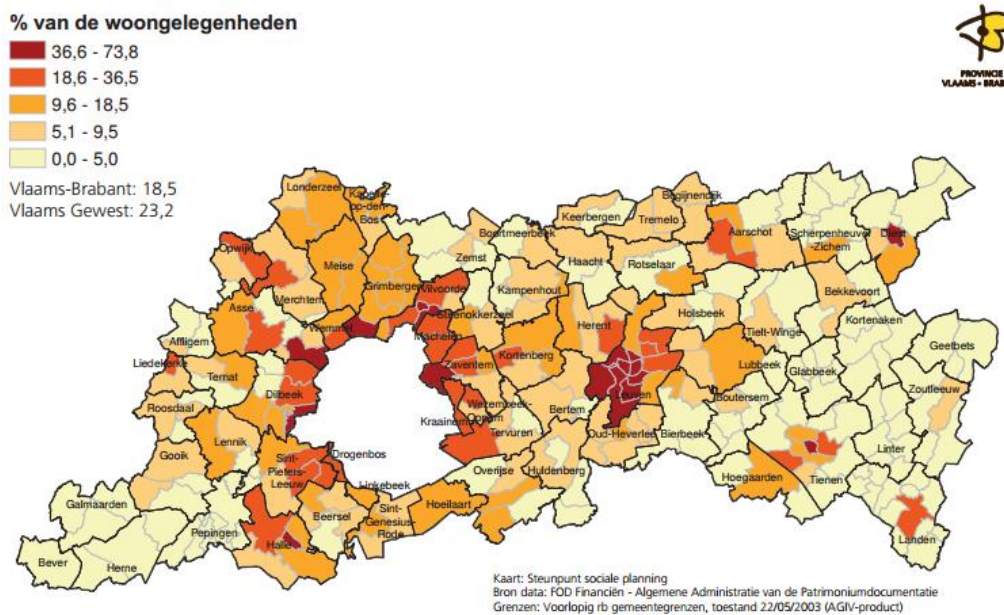 % van de woongelegenheden
36,6 - 73,8
18,6 - 36,5
9,6 - 18,5
5,1 - 9,5
0,0 - 5,0
Vlaams-Brabant: 18,5
Vlaams Gewest: 23,2
PROVINCIE
Londerzeel
Kapelle-
op-den-
Bos
Begijnendijk
Keerbergen
Tremelo
Aarschot
Scherpenheuvel
-Zichem
Diest
Opwijk
Meise
Zemst
Boortmeerbeek
Haacht
Rotselaar
Grimbergen
Vilvoorde
Kampenhout
Bekkevoort
Merchtem
Asse
Steenokkerzeel
Holsbeek
Kortenaken
Wemmel
Machelen
Herent
Tielt-Winge
Affligem
Geetbets
Liedekerke
Zaventem
Kortenberg
Lubbeek
Glabbeek
Ternat
Dilbeek
Leuven
Zoutleeuw
Roosdaal
Wezembeek-
Oppem
Bertem
Boutersem
Kraainem
Lennik
Tervuren
Oud-Heverlee
Bierbeek
Gooik
Sint-
Pieters-
Leeuw
Drogenbos
Linter
Overijse
Huldenberg
Hoegaarden
Tienen
Linkebeek
Galmaarden
Sint-
Genesius-
Rode
Hoeilaart
Beersel
Pepingen
Halle
Landen
Bever
Herne
Kaart: Steunpunt sociale planning
Bron data: FOD Financiën - Algemene Administratie van de Patrimoniumdocumentatie
Grenzen: Voorlopig rb gemeentegrenzen, toestand 22/05/2003 (AGIV-product)